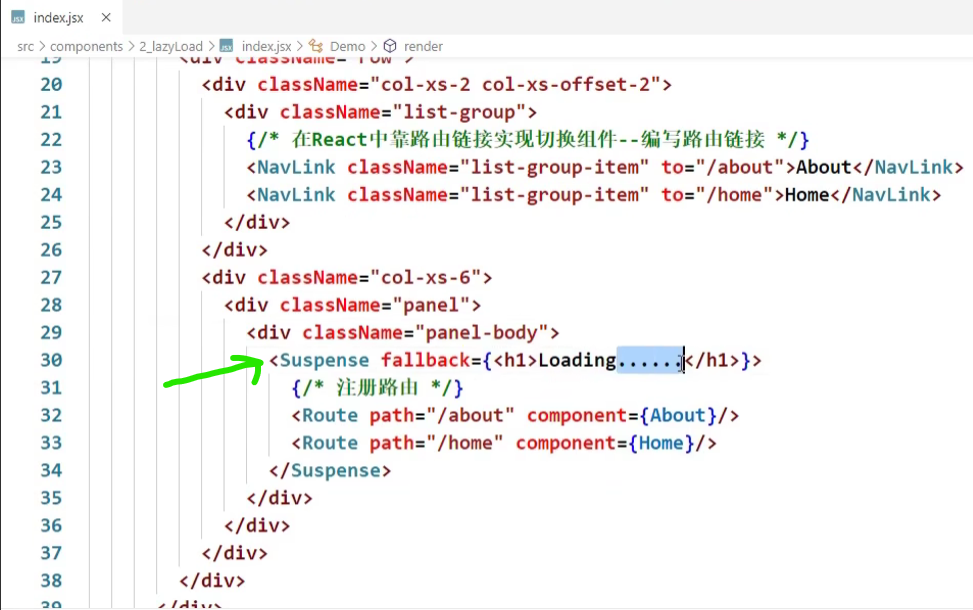 JSX index.jsx ×
src > components > 2_lazyLoad > JSX index.jsx > Demo > render
19 <div className="row">
20 <div className="col-xs-2 col-xs-offset-2">
21 <div className="list-group">
22 {/* 在React中靠路由链接实现切换组件--编写路由链接 */}
23 <NavLink className="list-group-item" to="/about">About</NavLink>
24 <NavLink className="list-group-item" to="/home">Home</NavLink>
25 </div>
26 </div>
27 <div className="col-xs-6">
28 <div className="panel">
29 <div className="panel-body">
30 <Suspense fallback={<h1>Loading......</h1>}>
31 {/* 注册路由 */}
32 <Route path="/about" component={About}/>
33 <Route path="/home" component={Home}/>
34 </Suspense>
35 </div>
36 </div>
37 </div>
38 </div>
39 </div>